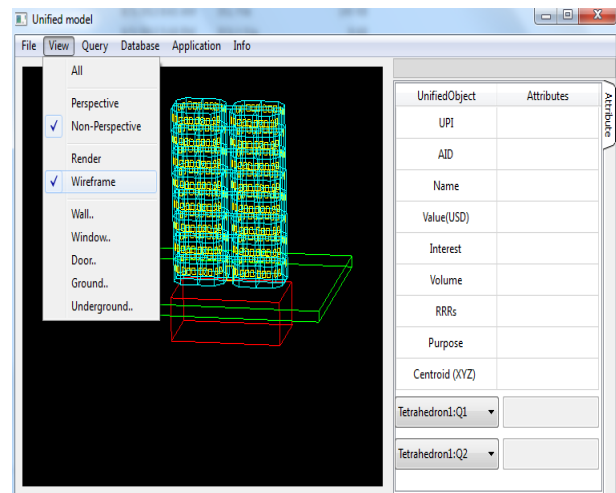 Unified model
File View Query Database Application Info
All
Perspective
Non-Perspective
Render
Wireframe
Wall..
Window..
Door..
Ground..
Underground..
UnifiedObject Attributes
UPI
AID
Name
Value(USD)
Interest
Volume
RRRs
Purpose
Centroid (XYZ)
Tetrahedron1:Q1
Tetrahedron1:Q2
Attribute